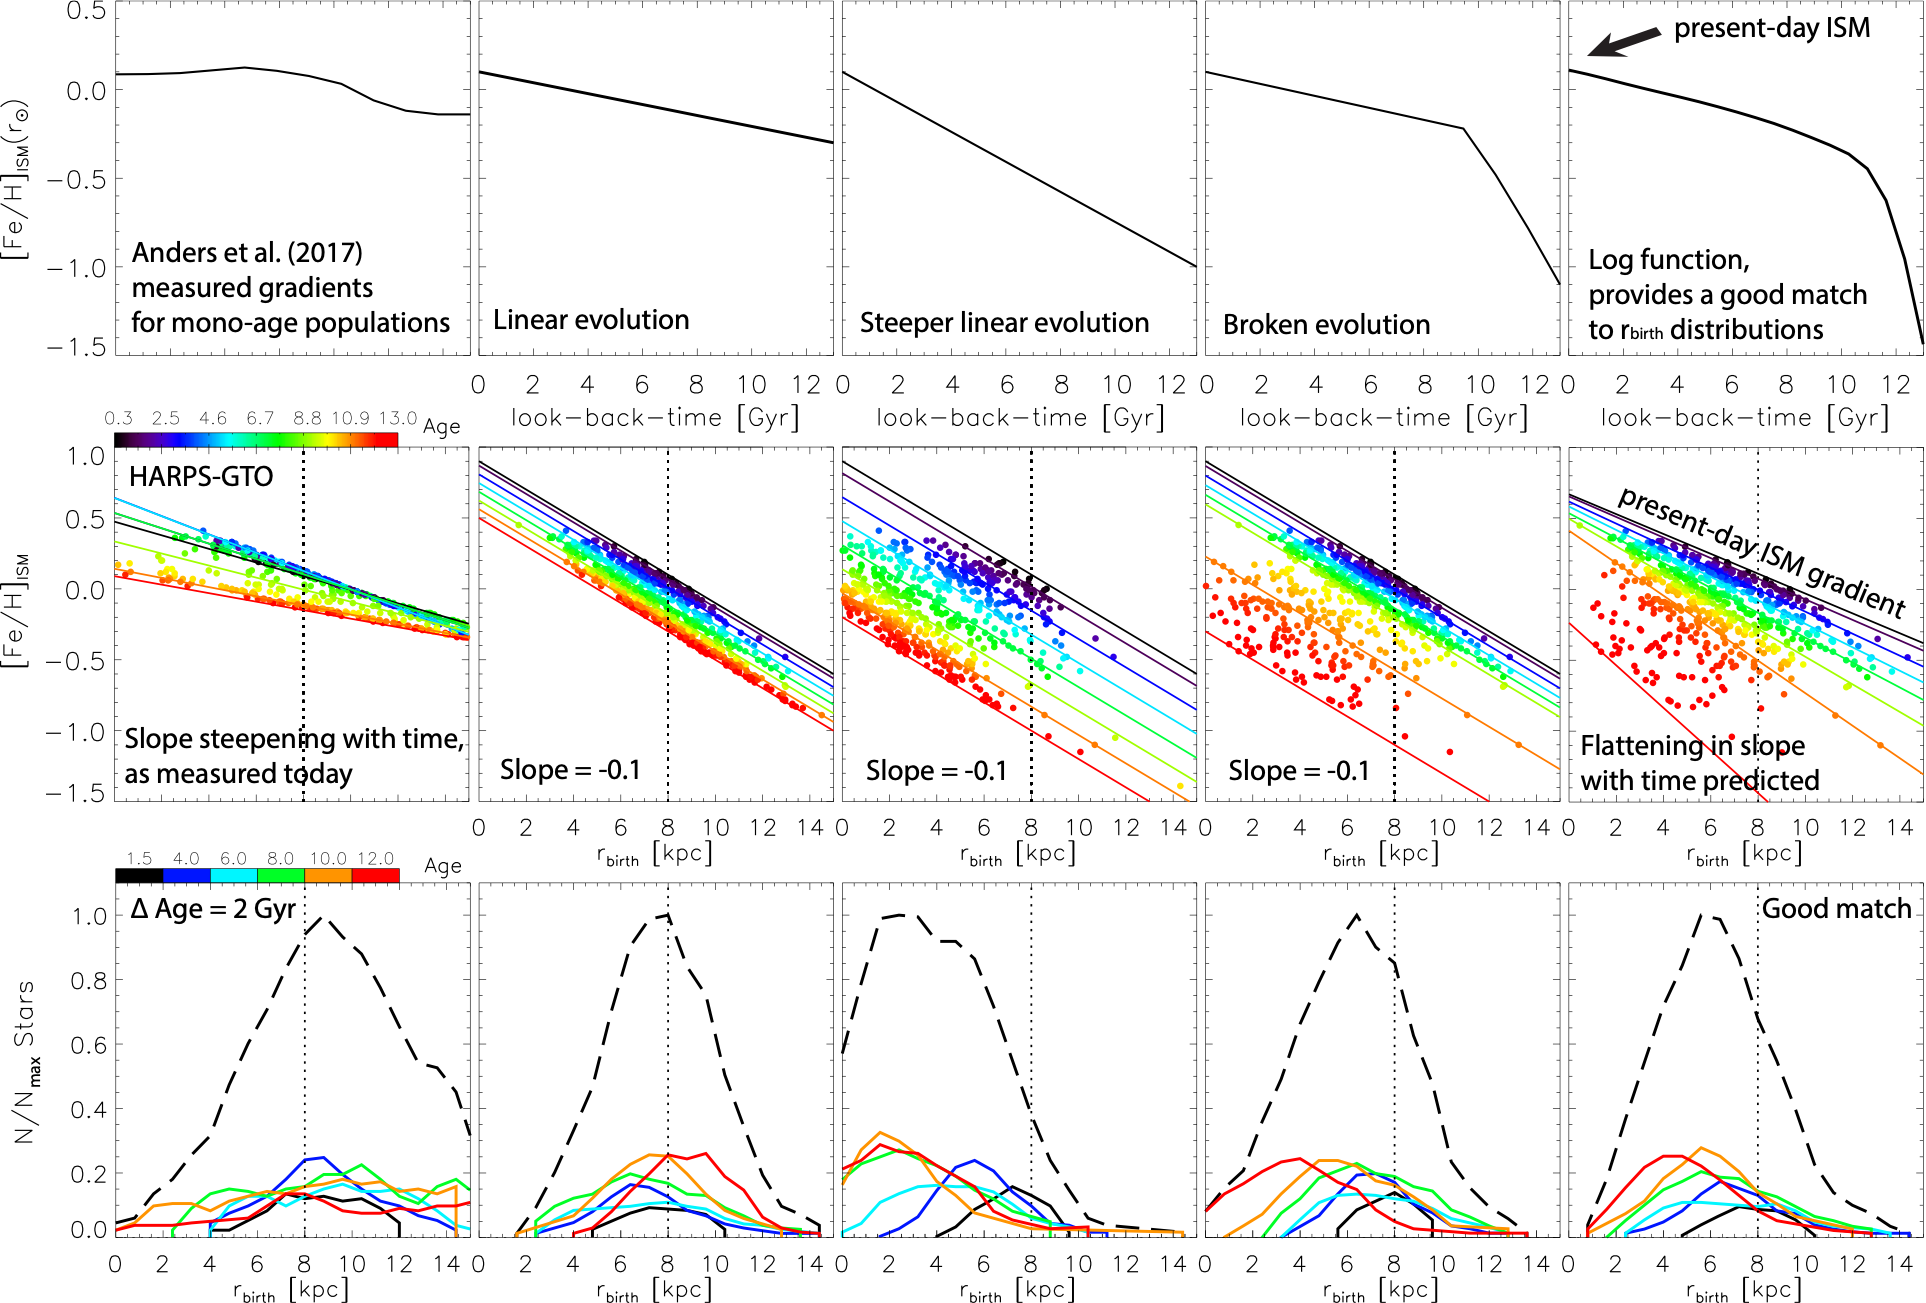 0.5
0.0
−0.5
−1.0
−1.5
[Fe/H]ISM(r⊙)
Anders et al. (2017)
measured gradients
for mono-age populations
Linear evolution
Steeper linear evolution
Broken evolution
present-day ISM
Log function,
provides a good match
to rbirth distributions
0 2 4 6 8 10 12
look−back−time [Gyr]
0 2 4 6 8 10 12
look−back−time [Gyr]
0 2 4 6 8 10 12
look−back−time [Gyr]
0 2 4 6 8 10 12
look−back−time [Gyr]
0.3 2.5 4.6 6.7 8.8 10.9 13.0 Age
1.0
0.5
0.0
−0.5
−1.0
−1.5
[Fe/H]ISM
HARPS-GTO
Slope steepening with time,
as measured today
Slope = -0.1
Slope = -0.1
Slope = -0.1
present-day ISM gradient
Flattening in slope
with time predicted
0 2 4 6 8 10 12 14
rbirth [kpc]
0 2 4 6 8 10 12 14
rbirth [kpc]
0 2 4 6 8 10 12 14
rbirth [kpc]
0 2 4 6 8 10 12 14
rbirth [kpc]
1.5 4.0 6.0 8.0 10.0 12.0 Age
1.0
0.8
0.6
0.4
0.2
0.0
N/Nmax Stars
Δ Age = 2 Gyr
Good match
0 2 4 6 8 10 12 14
rbirth [kpc]
0 2 4 6 8 10 12 14
rbirth [kpc]
0 2 4 6 8 10 12 14
rbirth [kpc]
0 2 4 6 8 10 12 14
rbirth [kpc]
0 2 4 6 8 10 12 14
rbirth [kpc]